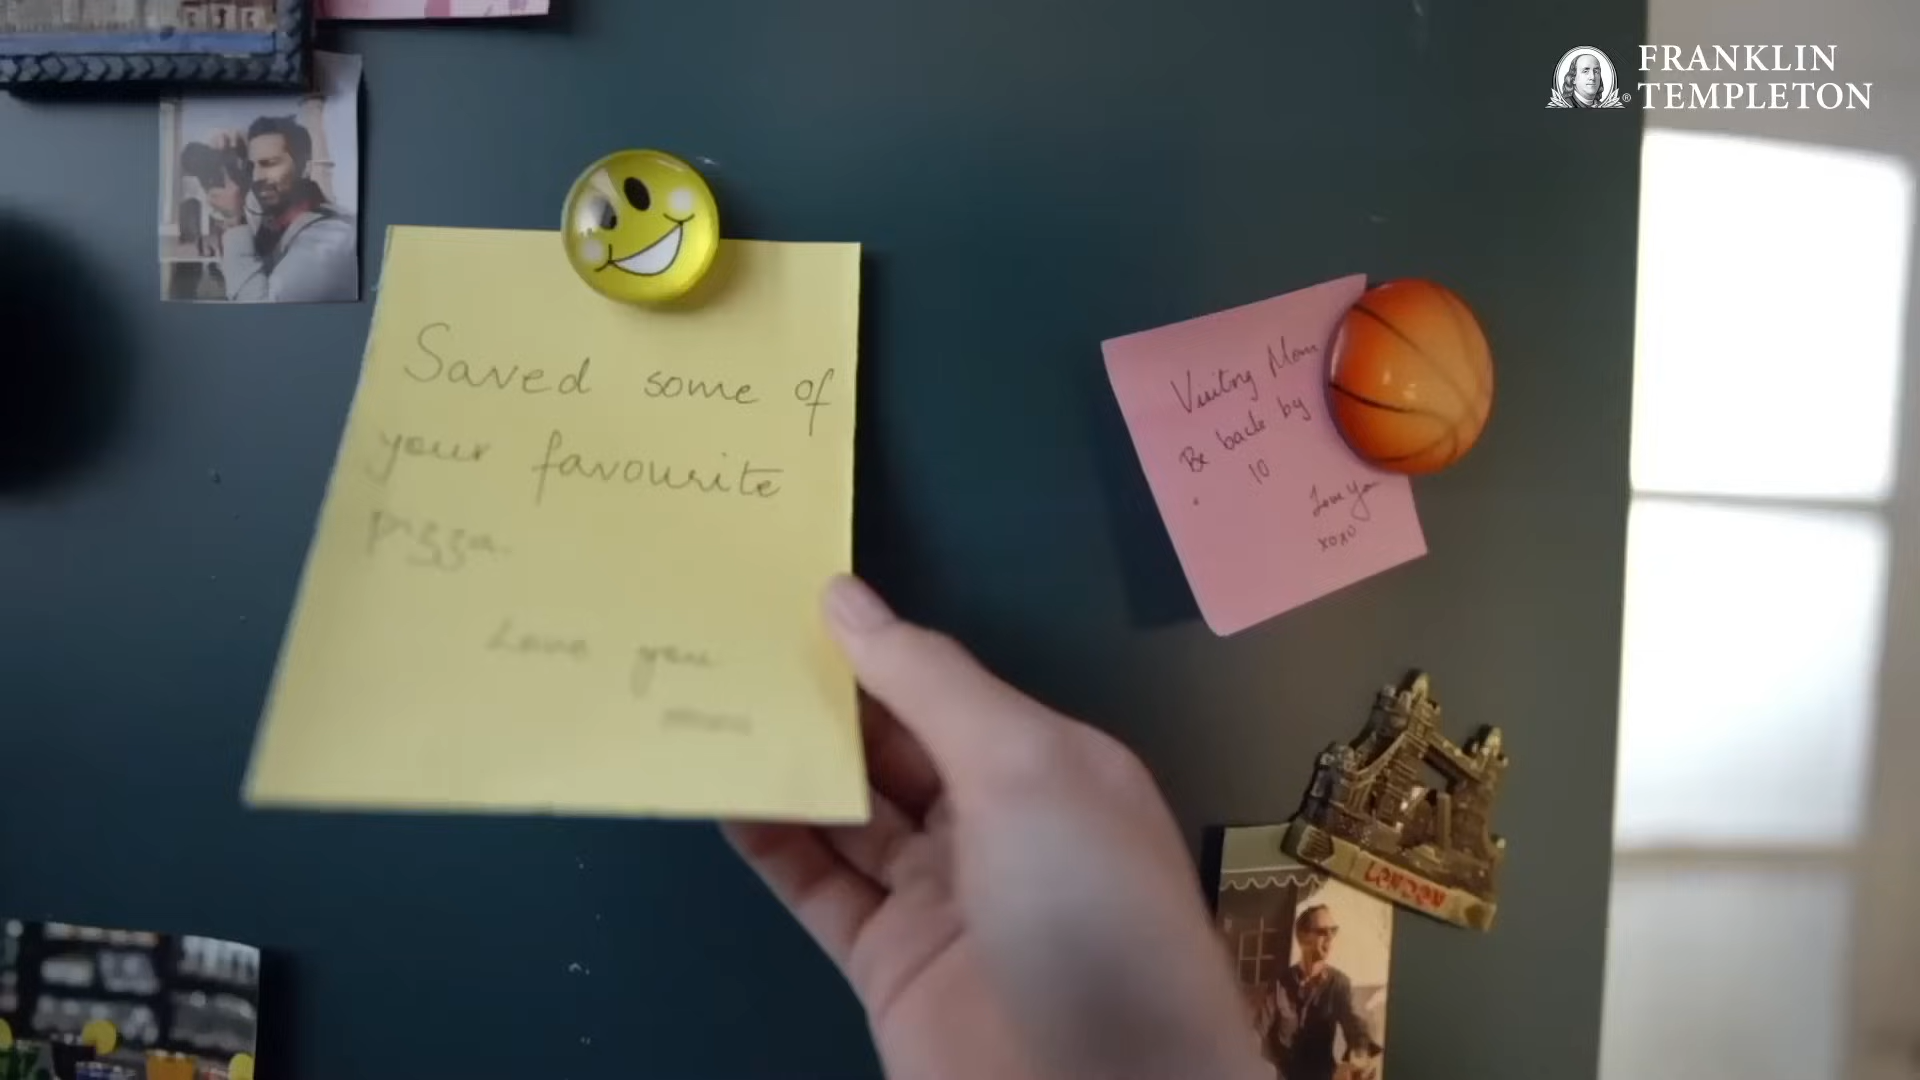 FRANKLIN
TEMPLETON
Saved some of
your favourite
pizza.
Love you
Visiting Mom
Be back by
10
Love You
xoxo
LONDON